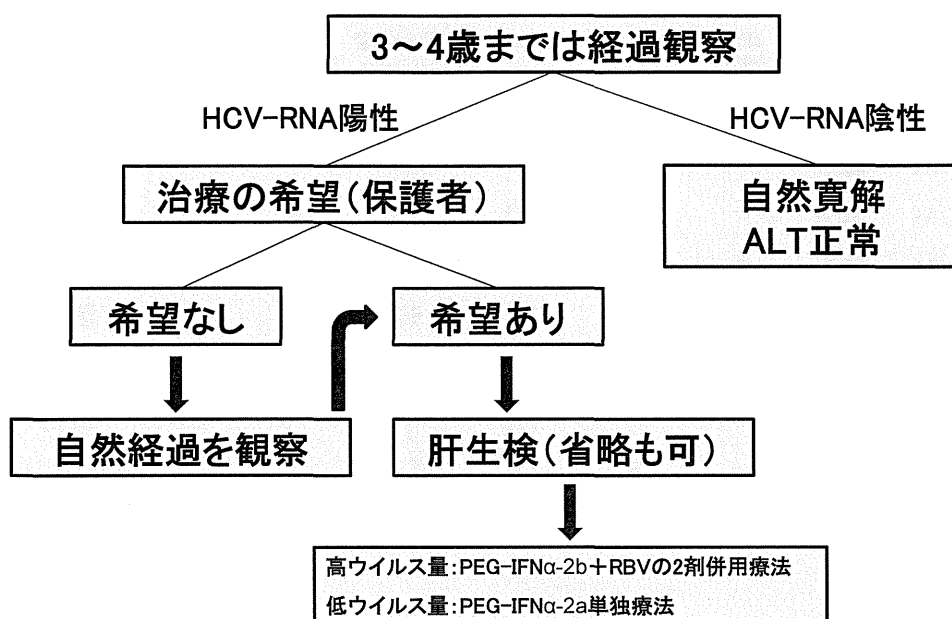 3～4歳までは経過観察
HCV-RNA陽性
HCV-RNA陰性
治療の希望(保護者)
自然寛解
ALT正常
希望なし
希望あり
自然経過を観察
肝生検(省略も可)
高ウイルス量:PEG-IFNα-2b+RBVの2剤併用療法
低ウイルス量:PEG-IFNα-2a単独療法